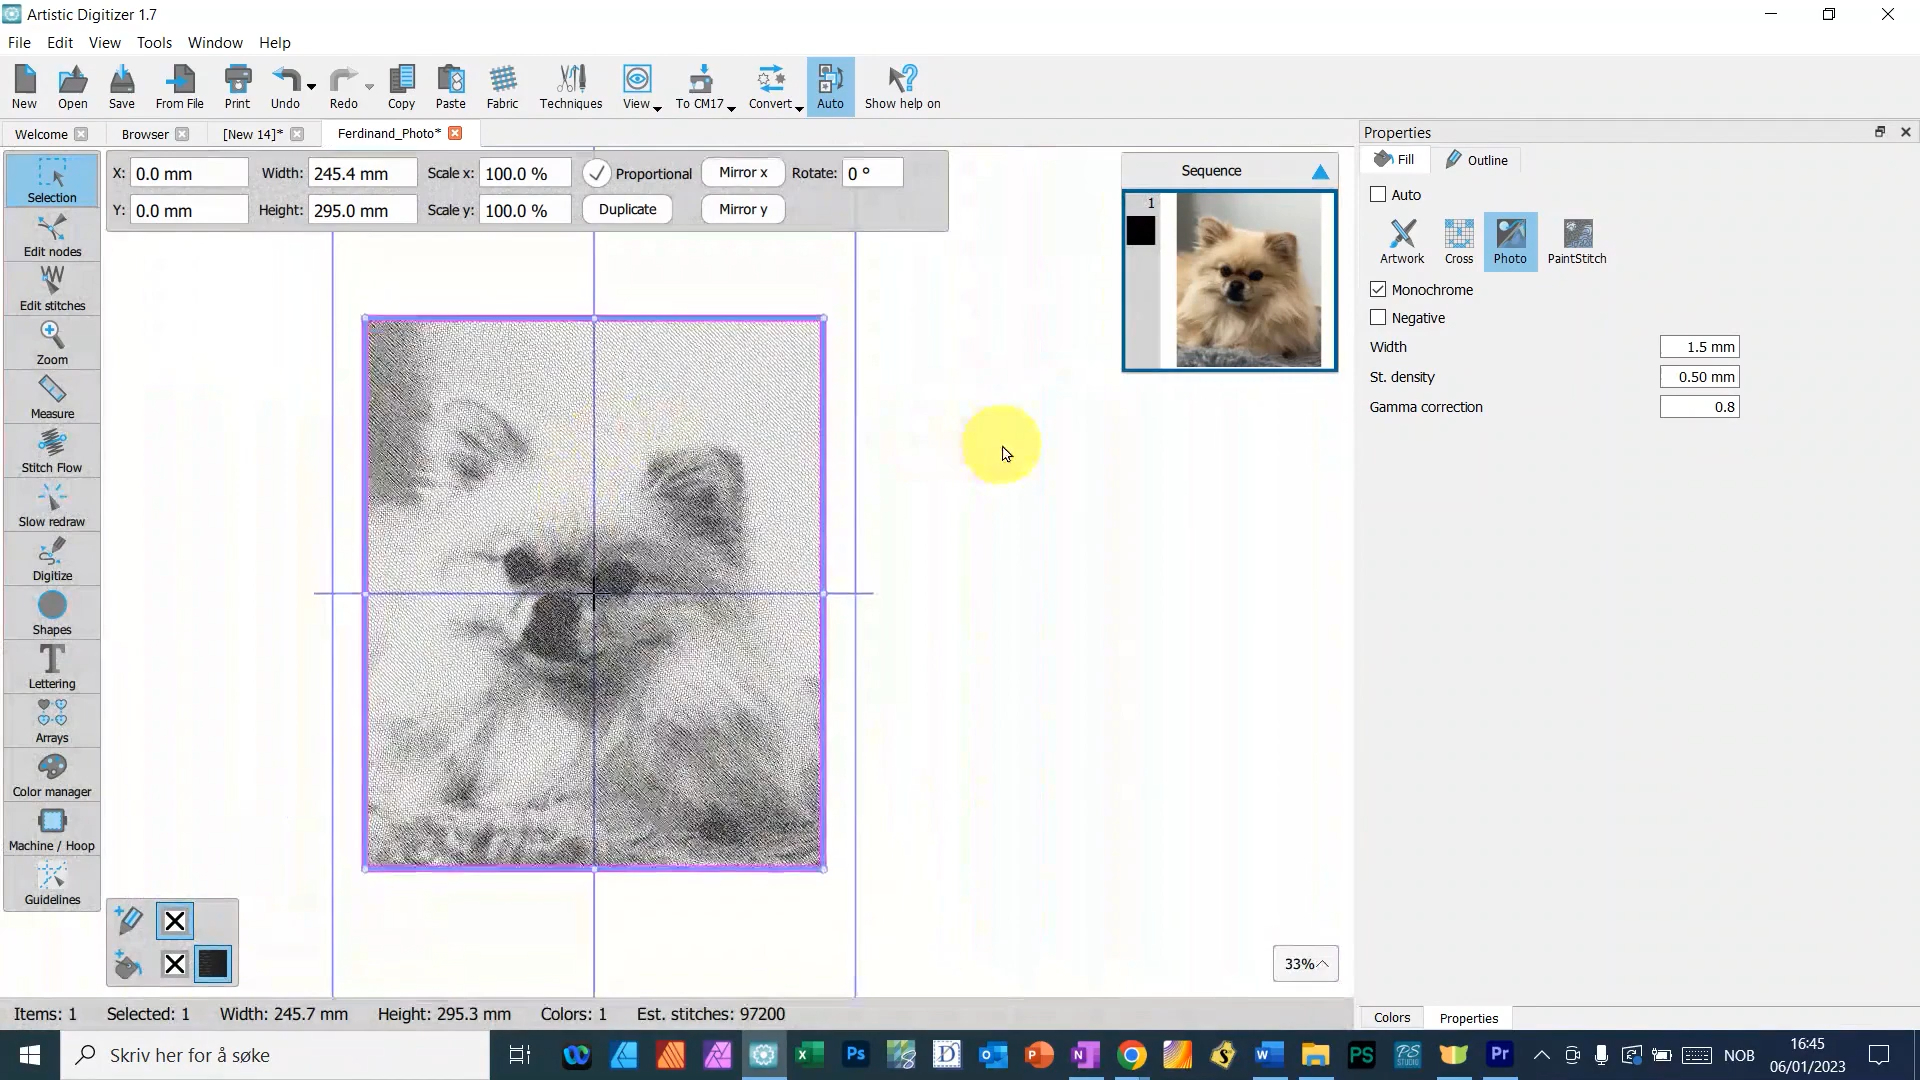 Artistic Digitizer 1.7
File Edit View Tools Window Help
New Open Save From File Print Undo Redo Copy Paste Fabric Techniques View To CM17 Convert Auto Show help on
Welcome Browser [New 14]* Ferdinand_Photo*
Properties
Fill Outline
X: 0.0 mm Width: 245.4 mm Scale x: 100.0 % Proportional Mirror x Rotate: 0 °
Y: 0.0 mm Height: 295.0 mm Scale y: 100.0 % Duplicate Mirror y
Sequence
1
Auto
Artwork Cross Photo PaintStitch
Monochrome
Negative
Width 1.5 mm
St. density 0.50 mm
Gamma correction 0.8
Selection
Edit nodes
Edit stitches
Zoom
Measure
Stitch Flow
Slow redraw
Digitize
Shapes
Lettering
Arrays
Color manager
Machine / Hoop
Guidelines
33%
Items: 1 Selected: 1 Width: 245.7 mm Height: 295.3 mm Colors: 1 Est. stitches: 97200
Colors Properties
Skriv her for å søke
NOB
16:45
06/01/2023